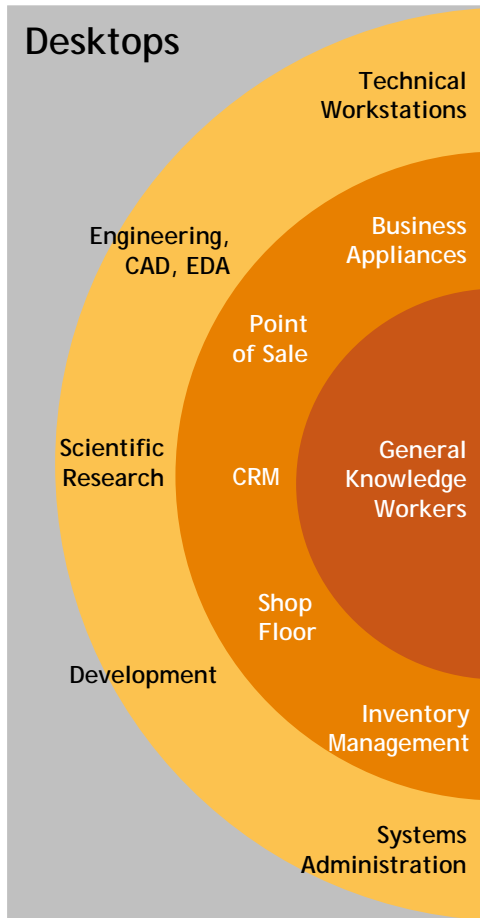 Desktops
Technical
Workstations
Engineering,
CAD, EDA
Business
Appliances
Point
of Sale
Scientific
Research
CRM
General
Knowledge
Workers
Shop
Floor
Development
Inventory
Management
Systems
Administration